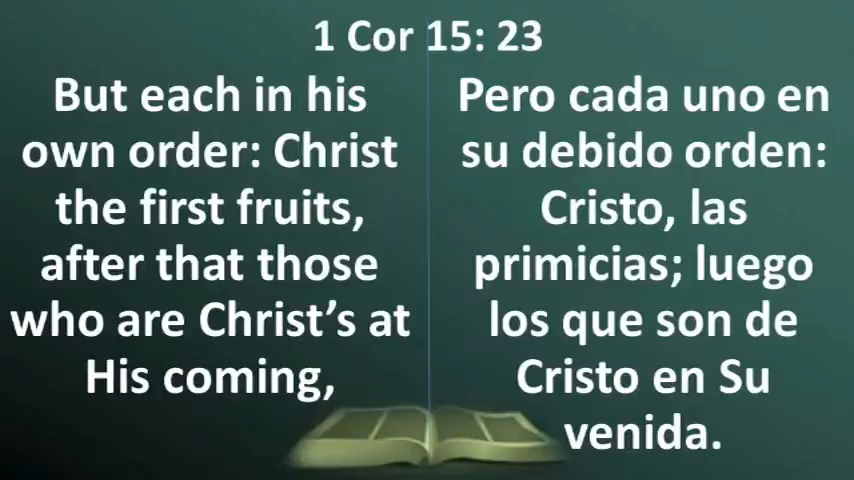 1 Cor 15: 23
But each in his
own order: Christ
the first fruits,
after that those
who are Christ’s at
His coming,
Pero cada uno en
su debido orden:
Cristo, las
primicias; luego
los que son de
Cristo en Su
venida.